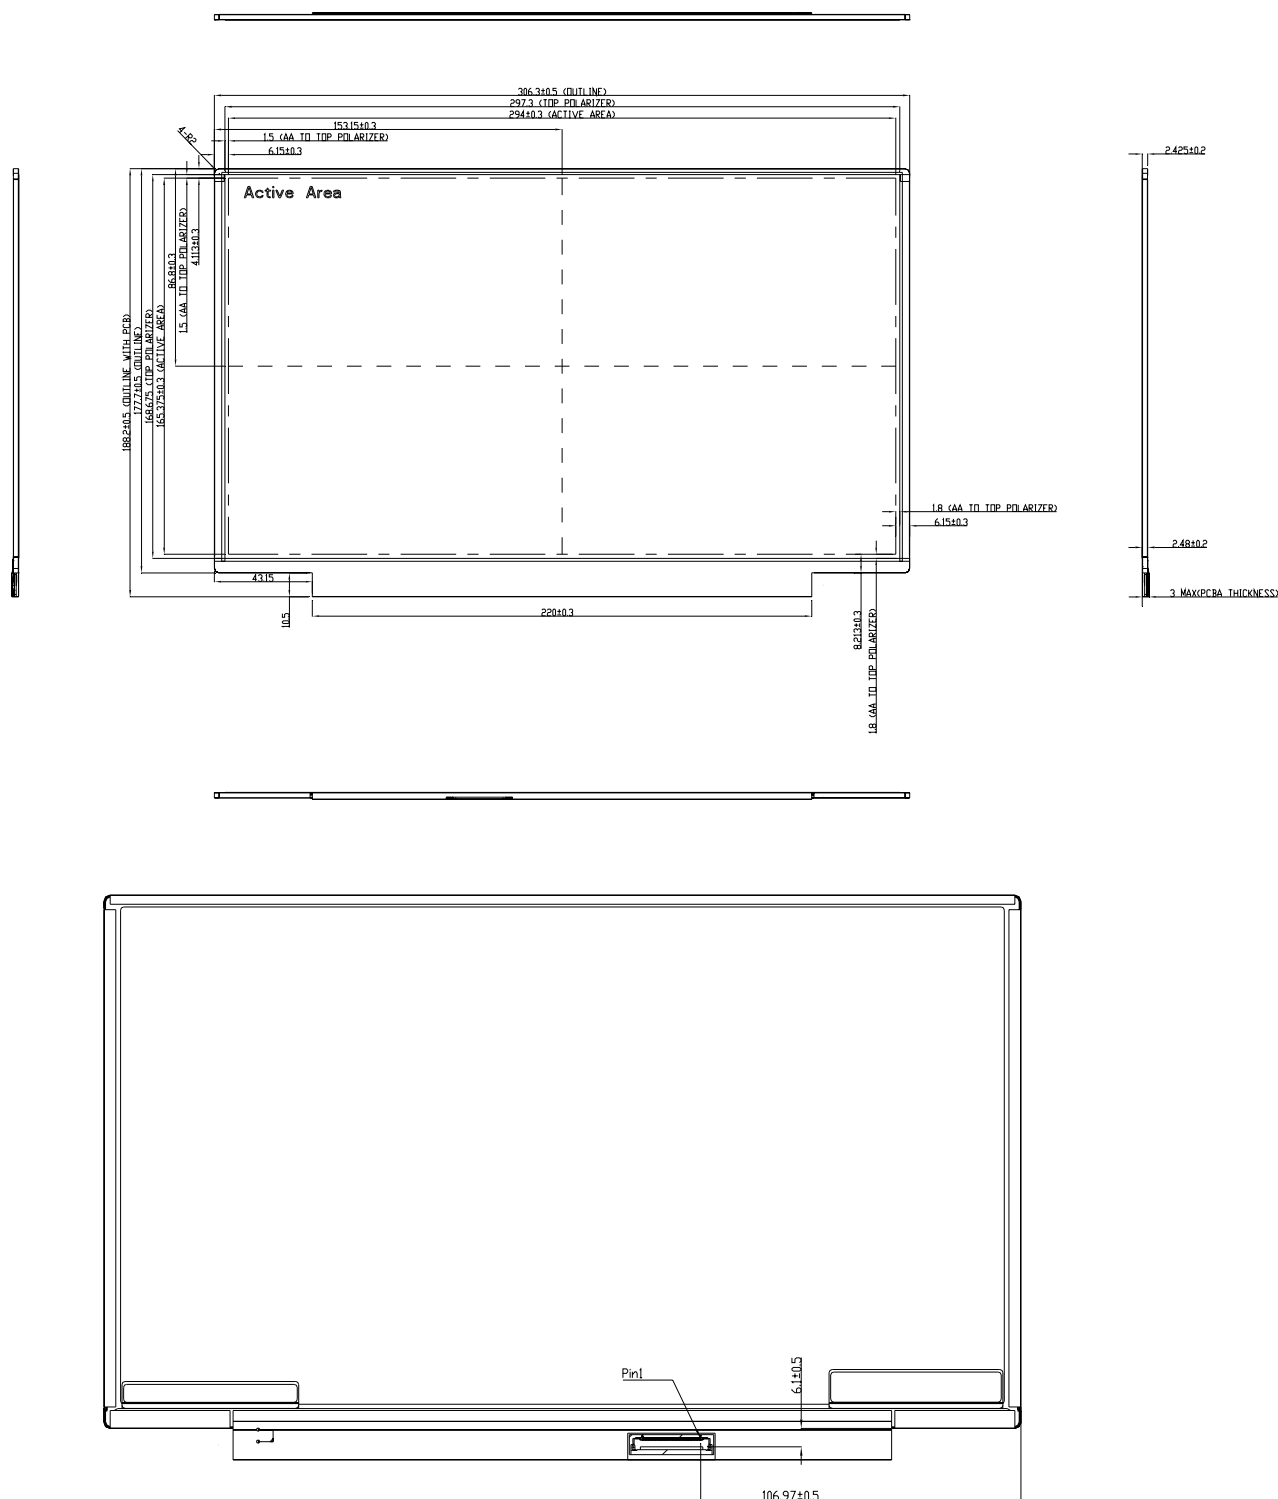 306.3±0.5 (OUTLINE)
297.3 (TOP POLARIZER)
294±0.3 (ACTIVE AREA)
153.15±0.3
1.5 (AA TO TOP POLARIZER)
6.15±0.3
4-R2
2.425±0.2
Active Area
4.113±0.3
1.5 (AA TO TOP POLARIZER)
86.8±0.3
165.375±0.3 (ACTIVE AREA)
168.675 (TOP POLARIZER)
177.7±0.5 (OUTLINE)
188.2±0.5 (OUTLINE WITH PCB)
1.8 (AA TO TOP POLARIZER)
6.15±0.3
2.48±0.2
43.15
3 MAX(PCBA THICKNESS)
10.5
220±0.3
8.213±0.3
1.8 (AA TO TOP POLARIZER)
Pin1
6.1±0.5
106.97±0.5